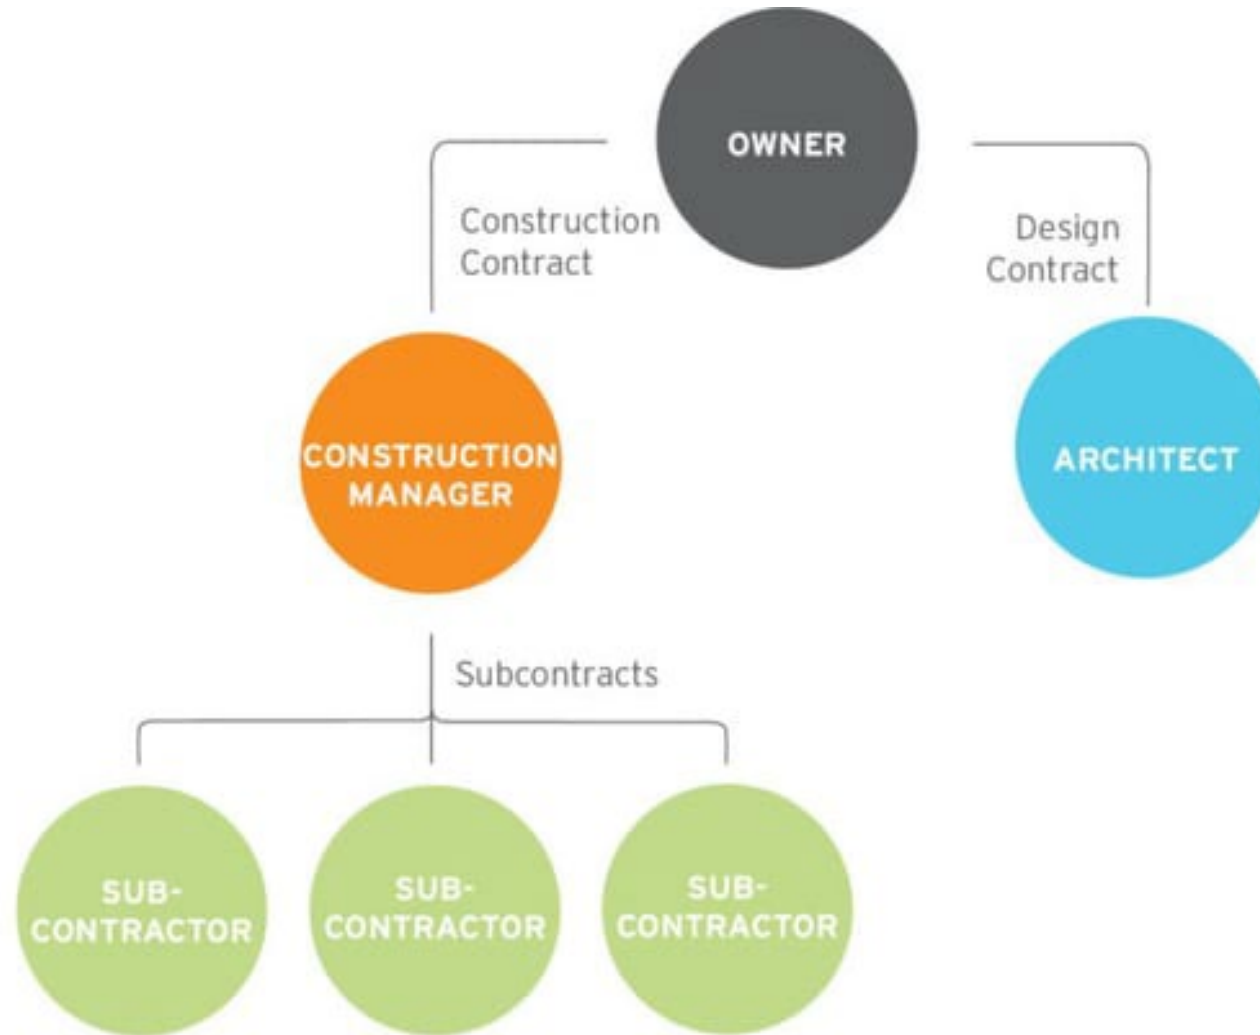 OWNER
Construction
Contract
Design
Contract
CONSTRUCTION
MANAGER
ARCHITECT
Subcontracts
SUB-
CONTRACTOR
SUB-
CONTRACTOR
SUB-
CONTRACTOR